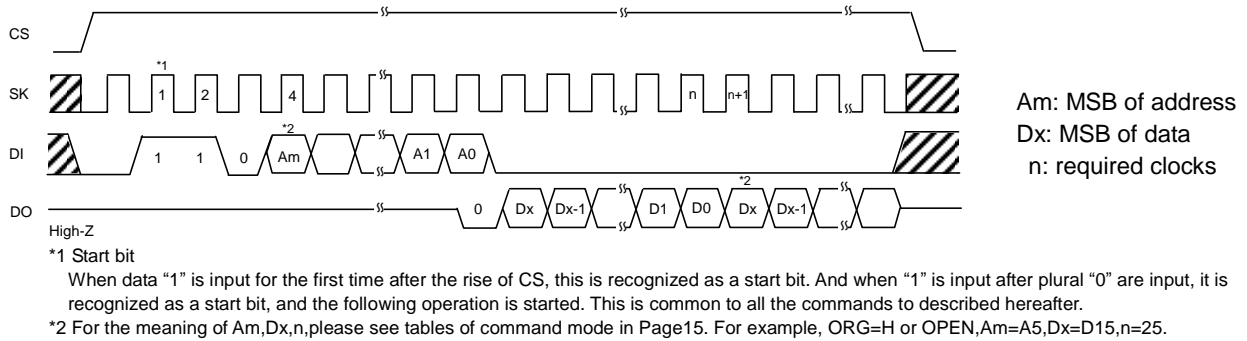 CS
*1
SK 1 2 4 n n+1
*2
DI 1 1 0 Am A1 A0
*2
DO 0 Dx Dx-1 D1 D0 Dx Dx-1
High-Z
Am: MSB of address
Dx: MSB of data
n: required clocks
*1 Start bit
When data “1” is input for the first time after the rise of CS, this is recognized as a start bit. And when “1” is input after plural “0” are input, it is
recognized as a start bit, and the following operation is started. This is common to all the commands to described hereafter.
*2 For the meaning of Am,Dx,n,please see tables of command mode in Page15. For example, ORG=H or OPEN,Am=A5,Dx=D15,n=25.